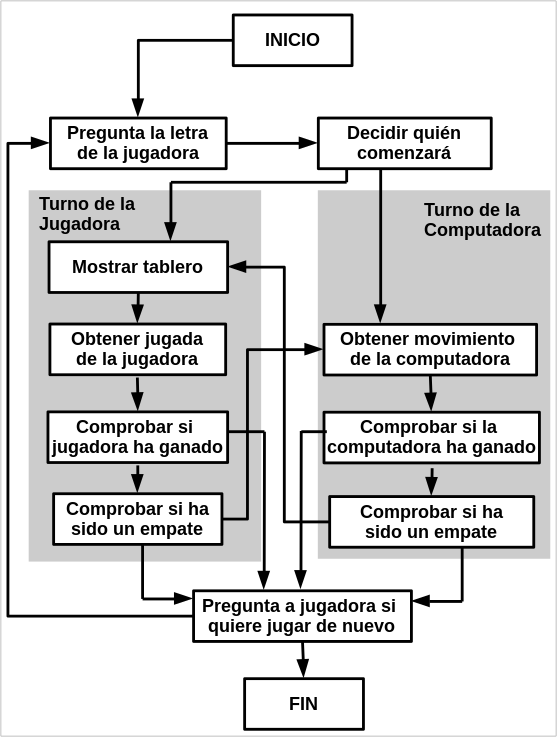 INICIO
Pregunta la letra
de la jugadora
Decidir quién
comenzará
Turno de la
Jugadora
Turno de la
Computadora
Mostrar tablero
Obtener jugada
de la jugadora
Obtener movimiento
de la computadora
Comprobar si
jugadora ha ganado
Comprobar si la
computadora ha ganado
Comprobar si ha
sido un empate
Comprobar si ha
sido un empate
Pregunta a jugadora si
quiere jugar de nuevo
FIN